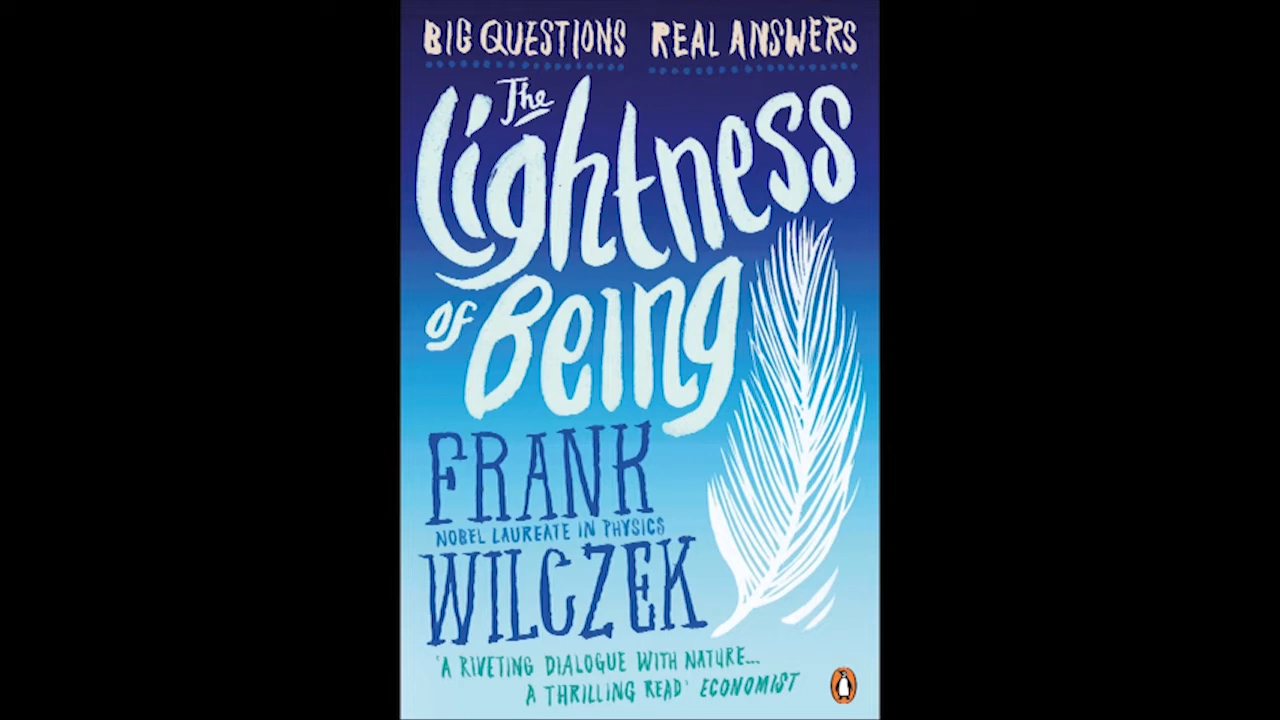 BIG QUESTIONS REAL ANSWERS
The
Lightness
of Being
FRANK
NOBEL LAUREATE IN PHYSICS
WILCZEK
'A RIVETING DIALOGUE WITH NATURE...
A THRILLING READ' ECONOMIST